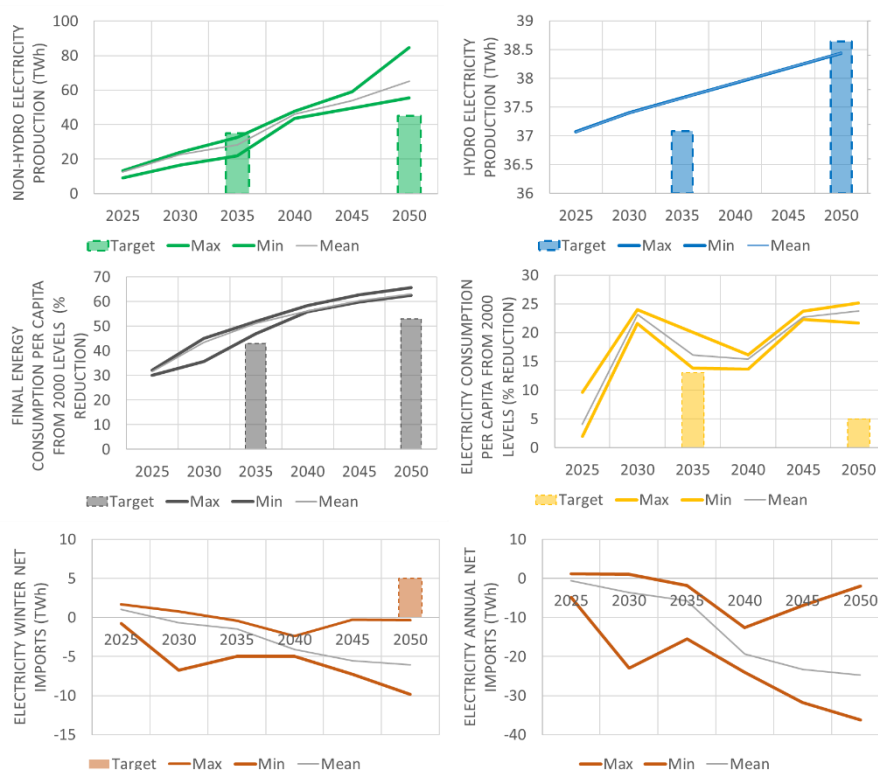 NON-HYDRO ELECTRICITY
PRODUCTION (TWh)
100
80
60
40
20
0
2025 2030 2035 2040 2045 2050
Target Max Min Mean
HYDRO ELECTRICITY
PRODUCTION (TWh)
39
38.5
38
37.5
37
36.5
36
2025 2030 2035 2040 2045 2050
Target Max Min Mean
FINAL ENERGY
CONSUMPTION PER CAPITA
FROM 2000 LEVELS (%
REDUCTION)
70
60
50
40
30
20
10
0
2025 2030 2035 2040 2045 2050
Target Max Min Mean
ELECTRICITY CONSUMPTION
PER CAPITA FROM 2000
LEVELS (% REDUCTION)
30
25
20
15
10
5
0
2025 2030 2035 2040 2045 2050
Target Max Min Mean
ELECTRICITY WINTER NET
IMPORTS (TWh)
10
5
0
-5
-10
-15
2025 2030 2035 2040 2045 2050
Target Max Min Mean
ELECTRICITY ANNUAL NET
IMPORTS (TWh)
10
0
-10
-20
-30
-40
2025 2030 2035 2040 2045 2050
Max Min Mean